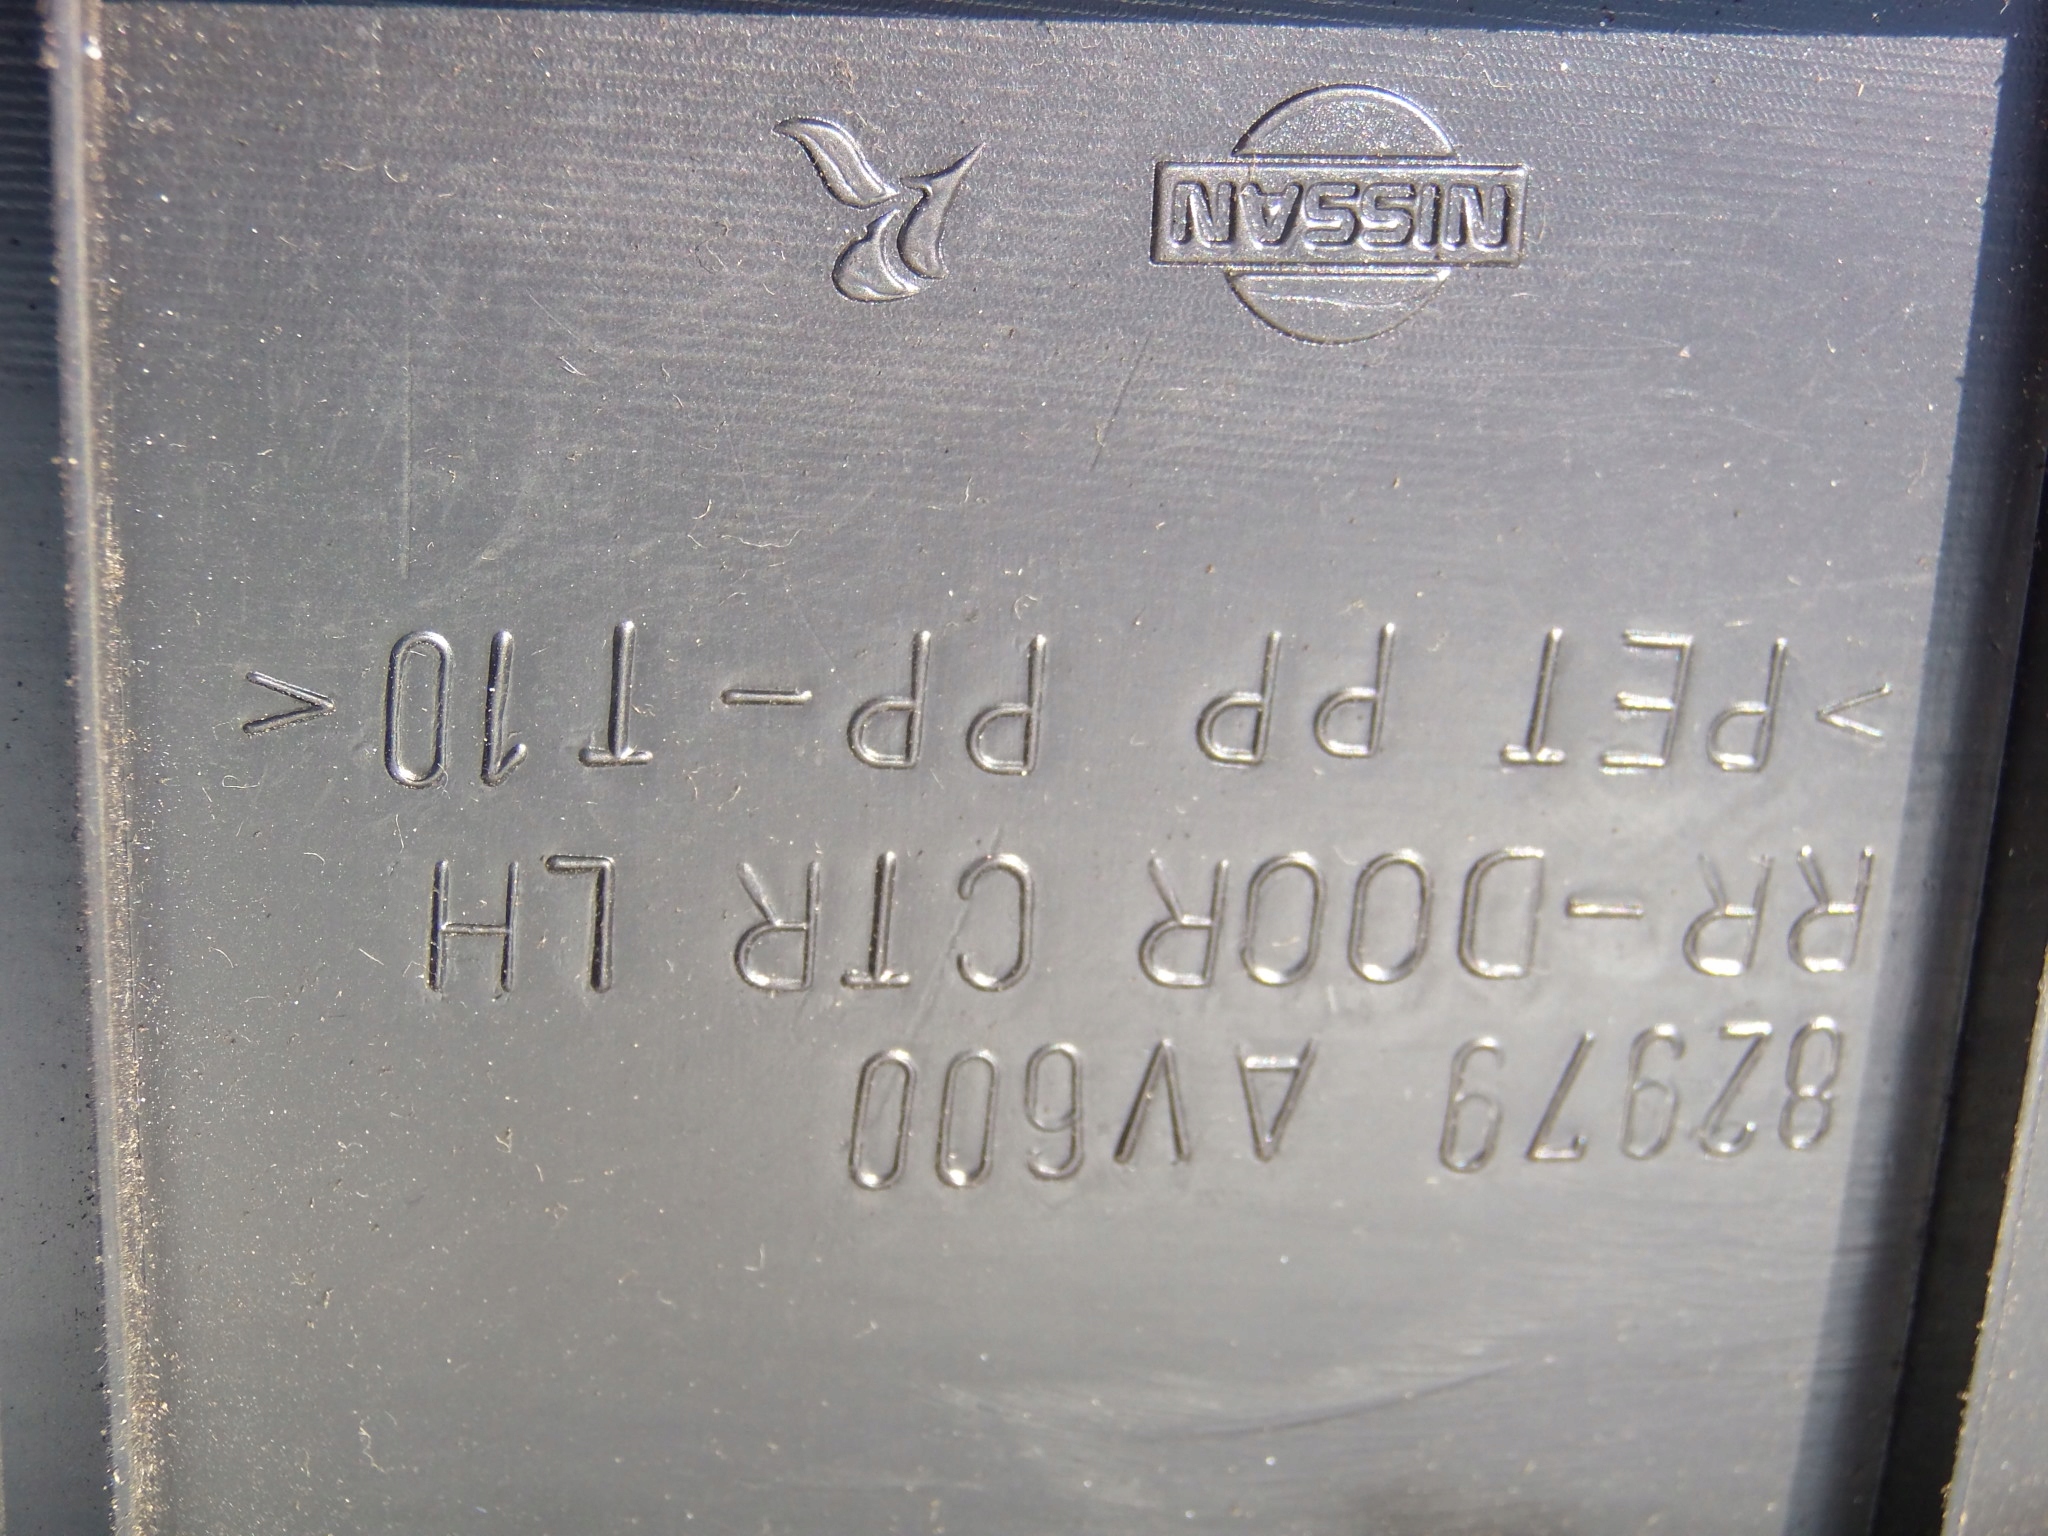 82979 AV600
RR-DOOR CTR LH
>PET PP PP-T10<
NISSAN